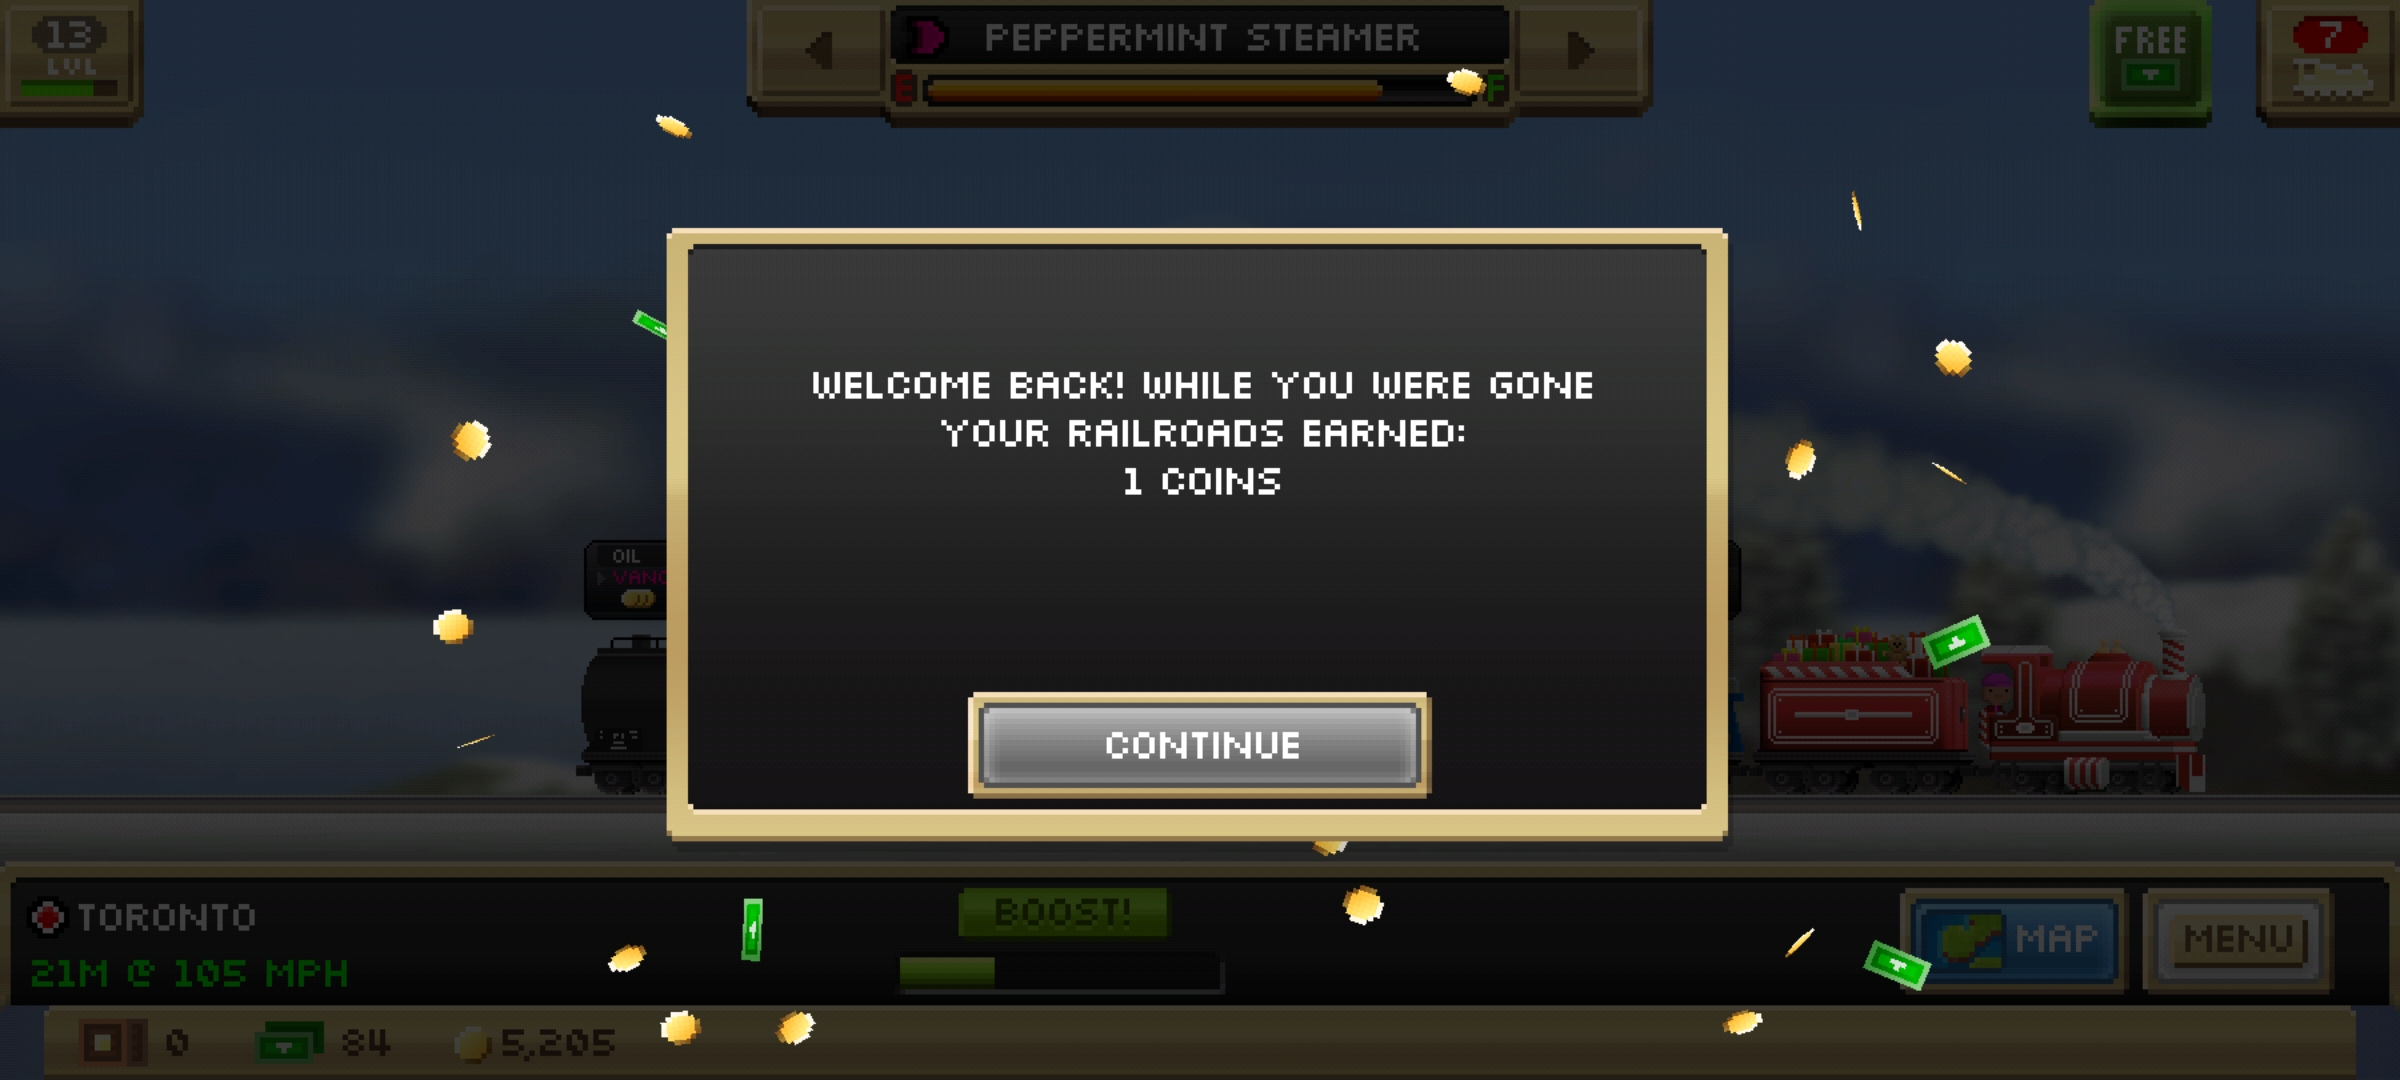 13
LVL
PEPPERMINT STEAMER
E
F
FREE
7
WELCOME BACK! WHILE YOU WERE GONE
YOUR RAILROADS EARNED:
1 COINS
OIL
CONTINUE
TORONTO
21M @ 105 MPH
BOOST!
MAP
MENU
0
84
5,205